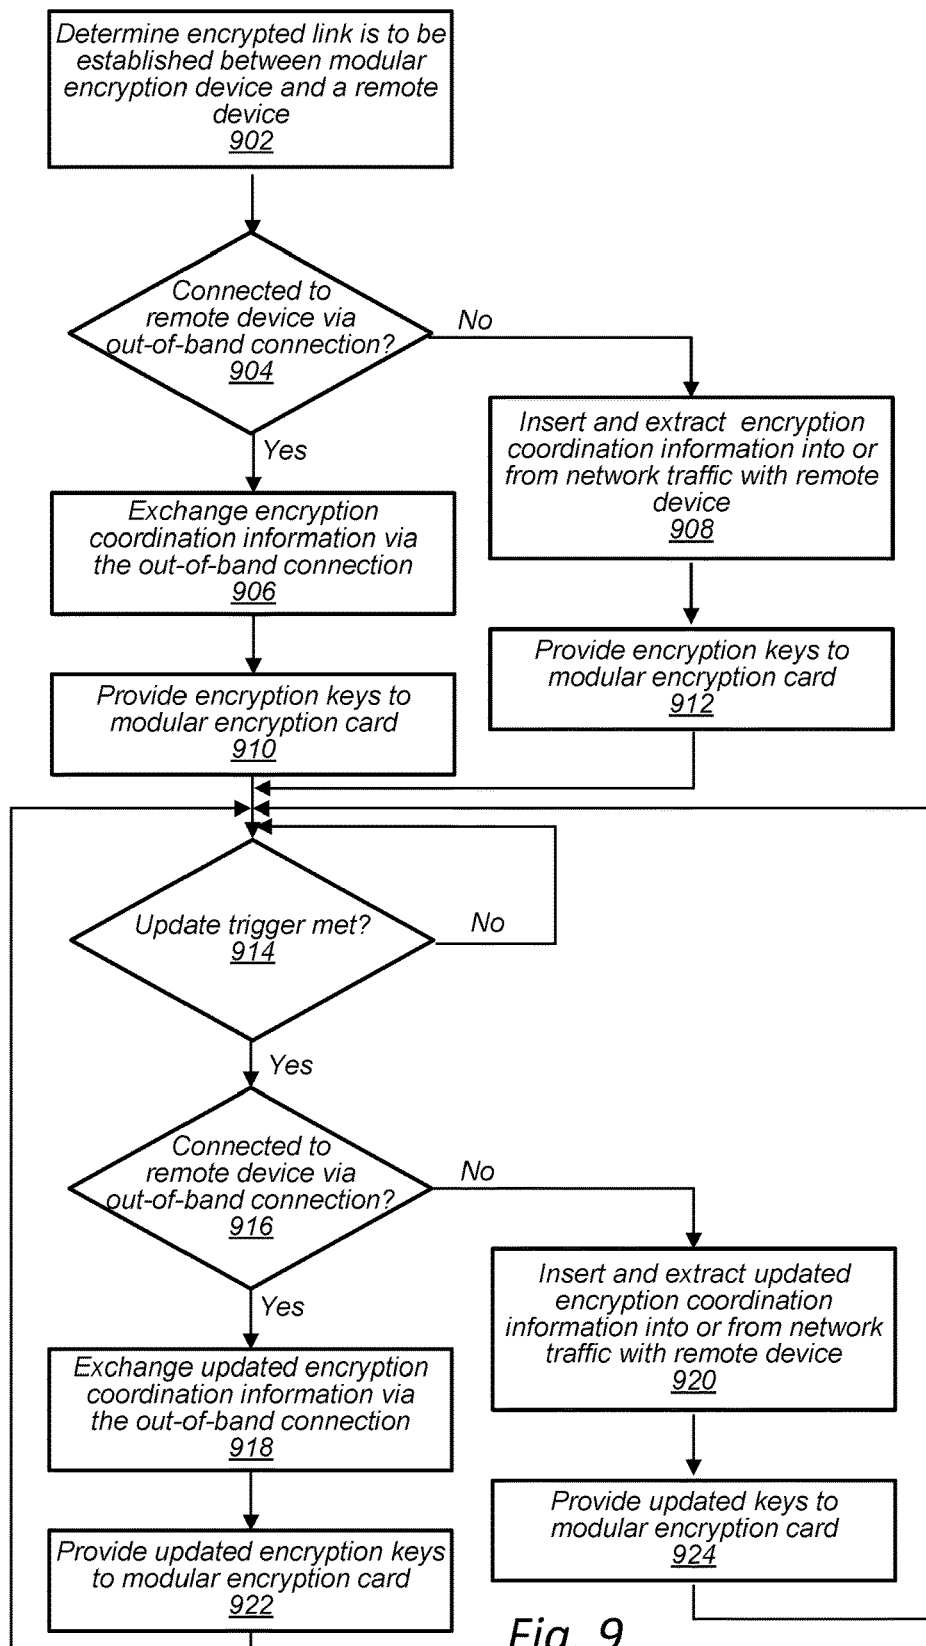 Determine encrypted link is to be
established between modular
encryption device and a remote
device
902
Connected to
remote device via
out-of-band connection?
904
No
Yes
Insert and extract encryption
coordination information into or
from network traffic with remote
device
908
Exchange encryption
coordination information via
the out-of-band connection
906
Provide encryption keys to
modular encryption card
912
Provide encryption keys to
modular encryption card
910
Update trigger met?
914
No
Yes
Connected to
remote device via
out-of-band connection?
916
No
Yes
Insert and extract updated
encryption coordination
information into or from network
traffic with remote device
920
Exchange updated encryption
coordination information via
the out-of-band connection
918
Provide updated keys to
modular encryption card
924
Provide updated encryption keys
to modular encryption card
922
Fig. 9